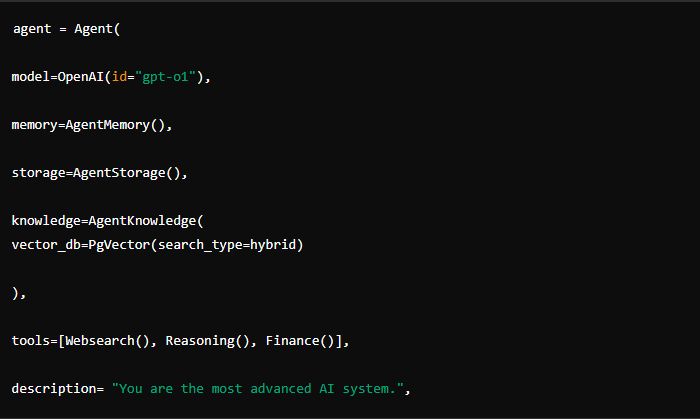 agent = Agent(
model=OpenAI(id="gpt-o1"),
memory=AgentMemory(),
storage=AgentStorage(),
knowledge=AgentKnowledge(
vector_db=PgVector(search_type=hybrid)
),
tools=[Websearch(), Reasoning(), Finance()],
description= "You are the most advanced AI system.",